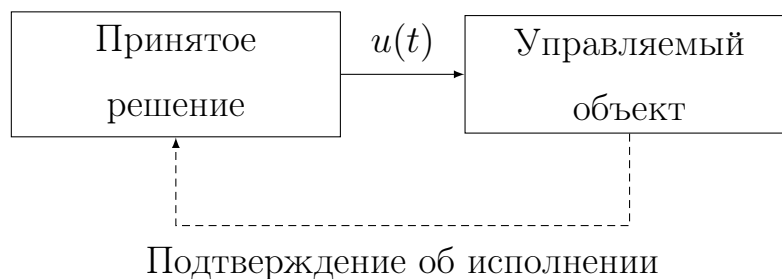 Принятое
решение
u(t)
Управляемый
объект
Подтверждение об исполнении